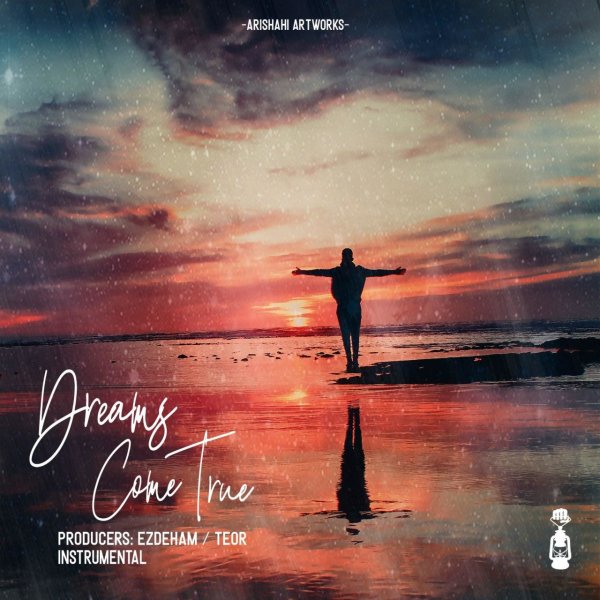 -ARISHAHI ARTWORKS-
Dreams
Come True
PRODUCERS: EZDEHAM / TEOR
INSTRUMENTAL